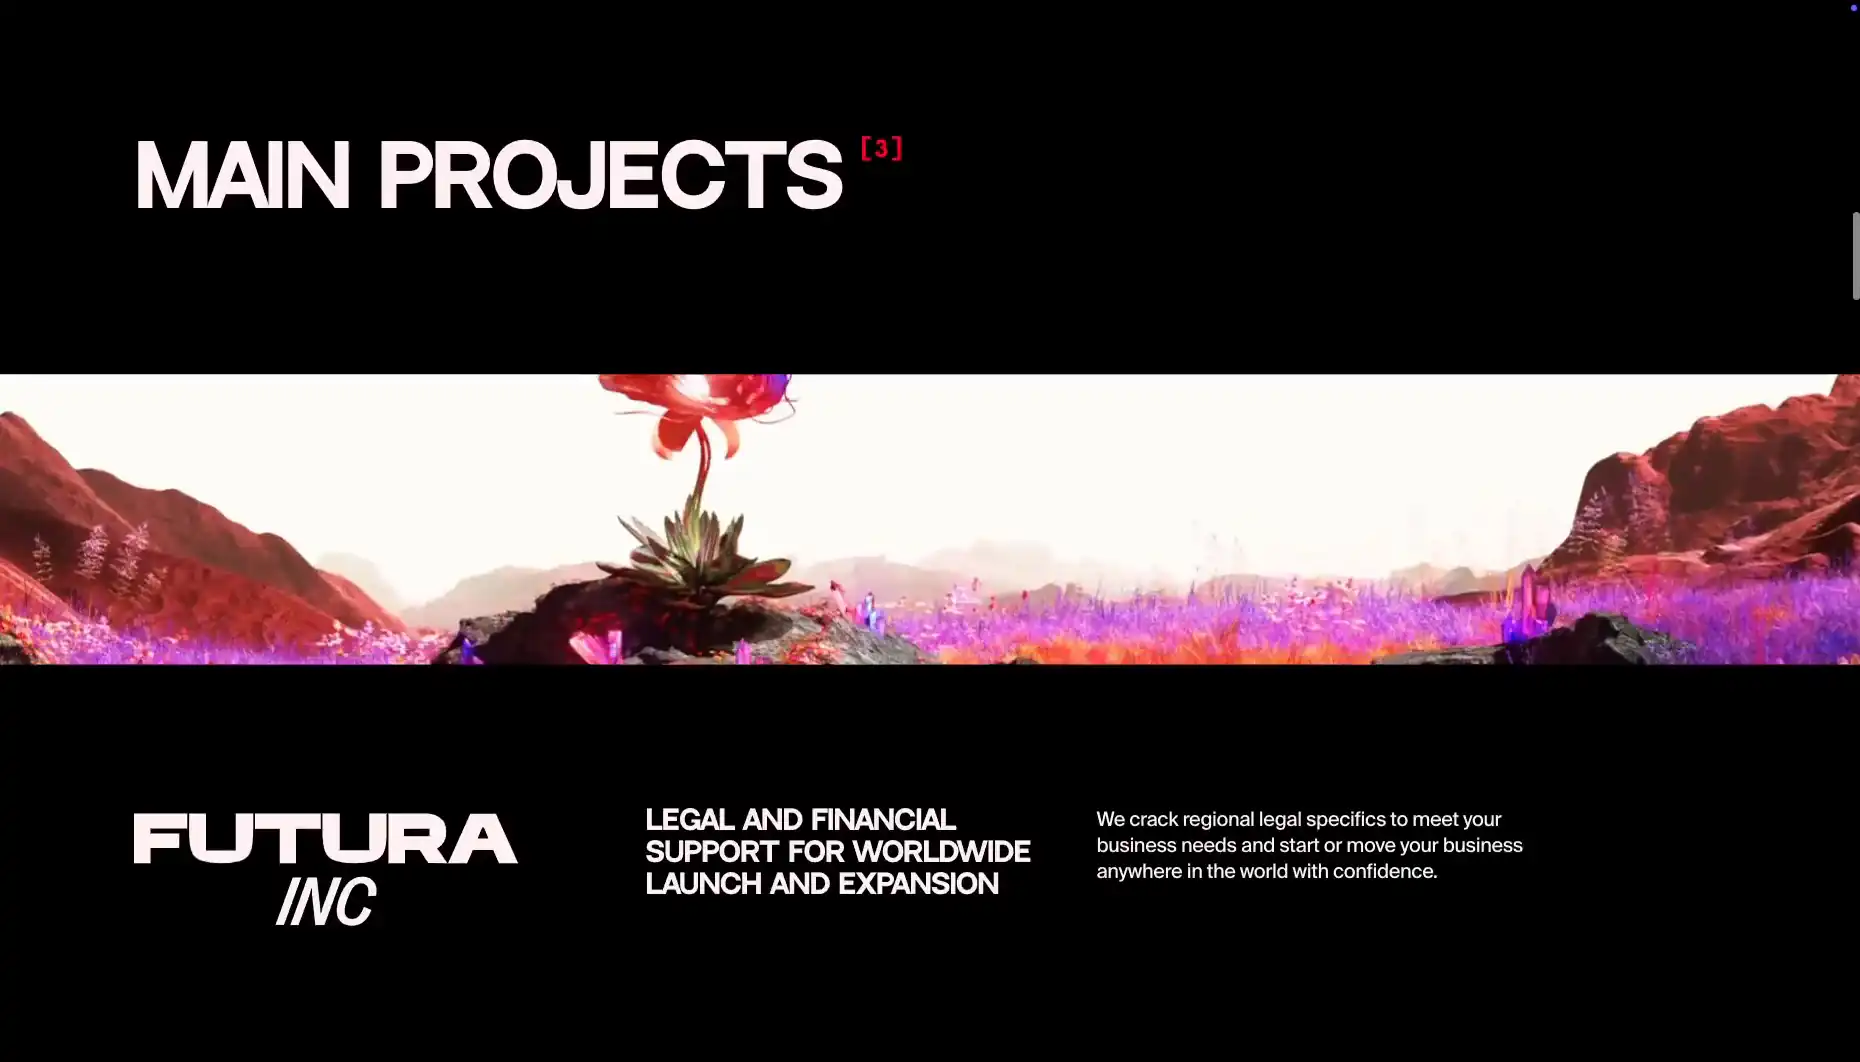 MAIN PROJECTS [3]
FUTURA
INC
LEGAL AND FINANCIAL
SUPPORT FOR WORLDWIDE
LAUNCH AND EXPANSION
We crack regional legal specifics to meet your
business needs and start or move your business
anywhere in the world with confidence.